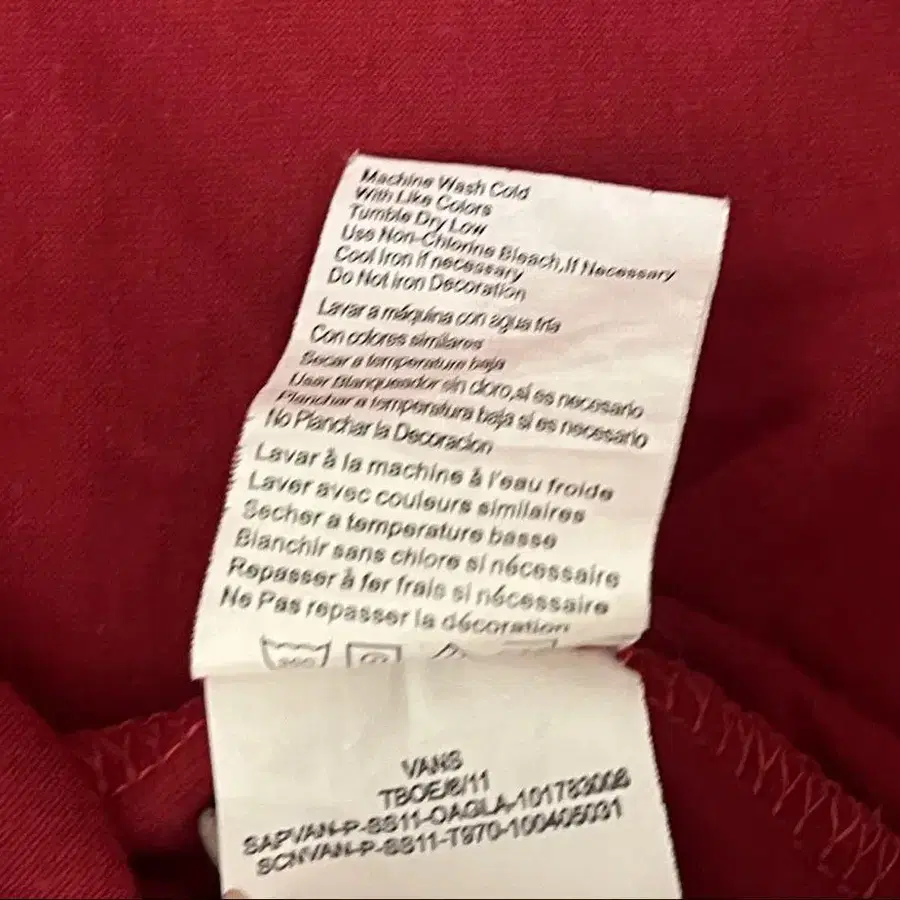 Machine Wash Cold
With Like Colors
Tumble Dry Low
Use Non-Chlorine Bleach,If Necessary
Cool Iron if necessary
Do Not Iron Decoration
Lavar a máquina con agua fría
Con colores similares
Secar a temperatura baja
Usar Blanqueador sin cloro,si es necesario
Planchar a temperatura baja si es necesario
No Planchar la Decoracion
Lavar à la machine à l'eau froide
Laver avec couleurs similaires
Secher a temperature basse
Blanchir sans chlore si nécessaire
Repasser à fer frais si nécessaire
Ne Pas repasser la décoration
VANS
TBOE/8/11
SAPVAN-P-SS11-OAGLA-101783008
SCNVAN-P-SS11-T970-100405031